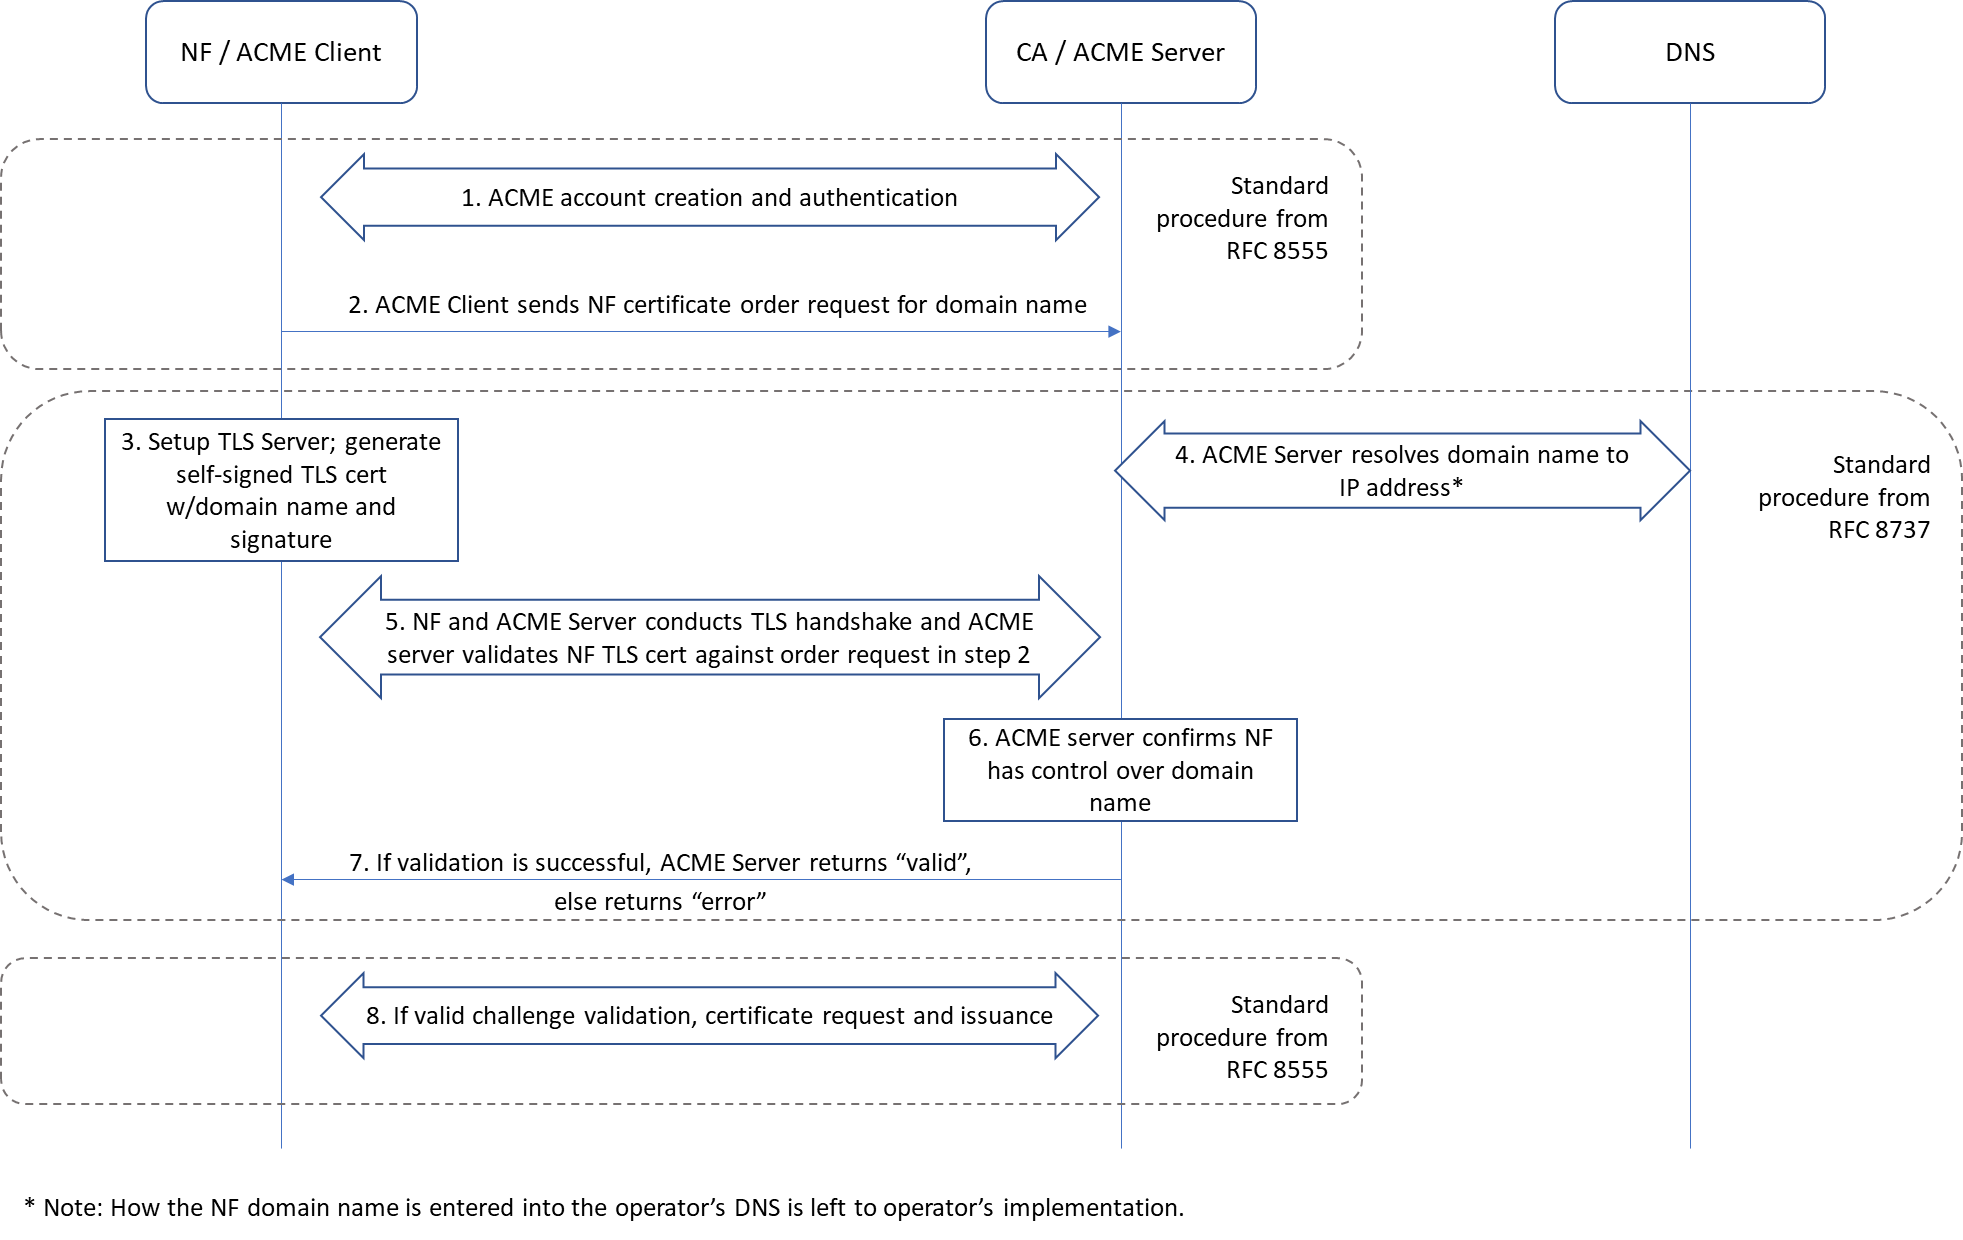 NF / ACME Client
CA / ACME Server
DNS
1. ACME account creation and authentication
Standard
procedure from
RFC 8555
2. ACME Client sends NF certificate order request for domain name
3. Setup TLS Server; generate
self-signed TLS cert
w/domain name and
signature
4. ACME Server resolves domain name to
IP address*
Standard
procedure from
RFC 8737
5. NF and ACME Server conducts TLS handshake and ACME
server validates NF TLS cert against order request in step 2
6. ACME server confirms NF
has control over domain
name
7. If validation is successful, ACME Server returns “valid”,
else returns “error”
8. If valid challenge validation, certificate request and issuance
Standard
procedure from
RFC 8555
* Note: How the NF domain name is entered into the operator’s DNS is left to operator’s implementation.